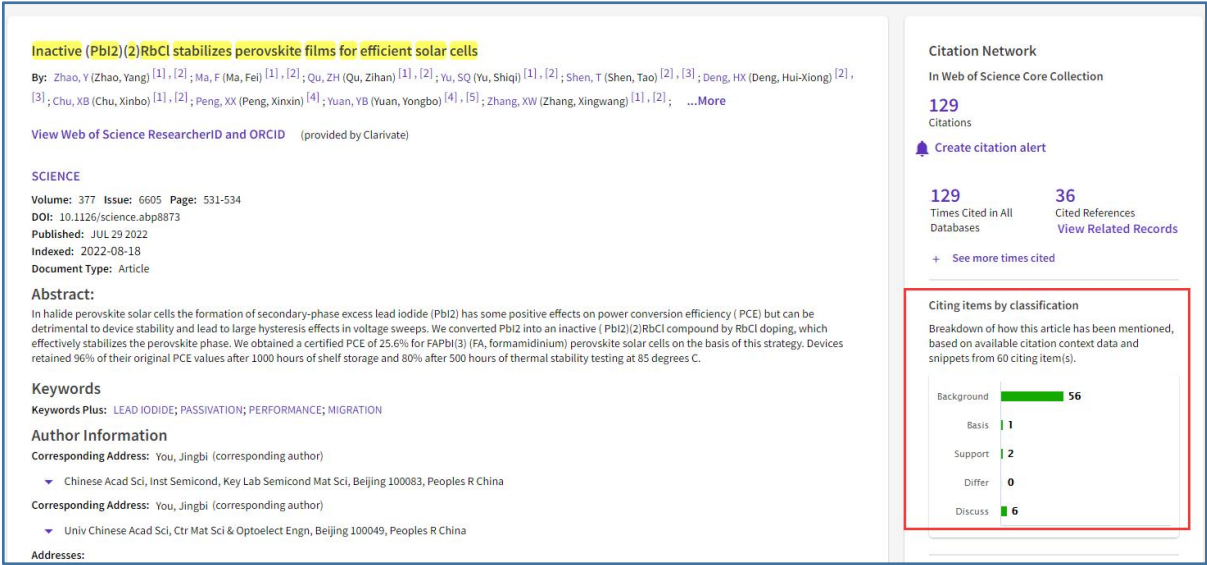 Inactive (PbI2)(2)RbCl stabilizes perovskite films for efficient solar cells
By: Zhao, Y (Zhao, Yang) [1] , [2] ; Ma, F (Ma, Fei) [1] , [2] ; Qu, ZH (Qu, Zihan) [1] , [2] ; Yu, SQ (Yu, Shiqi) [1] , [2] ; Shen, T (Shen, Tao) [2] , [3] ; Deng, HX (Deng, Hui-Xiong) [2] ,
[3] ; Chu, XB (Chu, Xinbo) [1] , [2] ; Peng, XX (Peng, Xinxin) [4] ; Yuan, YB (Yuan, Yongbo) [4] , [5] ; Zhang, XW (Zhang, Xingwang) [1] , [2] ; ...More
View Web of Science ResearcherID and ORCID (provided by Clarivate)
SCIENCE
Volume: 377 Issue: 6605 Page: 531-534
DOI: 10.1126/science.abp8873
Published: JUL 29 2022
Indexed: 2022-08-18
Document Type: Article
Abstract:
In halide perovskite solar cells the formation of secondary-phase excess lead iodide (PbI2) has some positive effects on power conversion efficiency ( PCE) but can be
detrimental to device stability and lead to large hysteresis effects in voltage sweeps. We converted PbI2 into an inactive ( PbI2)(2)RbCl compound by RbCl doping, which
effectively stabilizes the perovskite phase. We obtained a certified PCE of 25.6% for FAPbI(3) (FA, formamidinium) perovskite solar cells on the basis of this strategy. Devices
retained 96% of their original PCE values after 1000 hours of shelf storage and 80% after 500 hours of thermal stability testing at 85 degrees C.
Keywords
Keywords Plus: LEAD IODIDE; PASSIVATION; PERFORMANCE; MIGRATION
Author Information
Corresponding Address: You, Jingbi (corresponding author)
Chinese Acad Sci, Inst Semicond, Key Lab Semicond Mat Sci, Beijing 100083, Peoples R China
Corresponding Address: You, Jingbi (corresponding author)
Univ Chinese Acad Sci, Ctr Mat Sci & Optoelect Engn, Beijing 100049, Peoples R China
Addresses:
Citation Network
In Web of Science Core Collection
129
Citations
Create citation alert
129 36
Times Cited in All Cited References
Databases View Related Records
+ See more times cited
Citing items by classification
Breakdown of how this article has been mentioned,
based on available citation context data and
snippets from 60 citing item(s).
Background 56
Basis 1
Support 2
Differ 0
Discuss 6